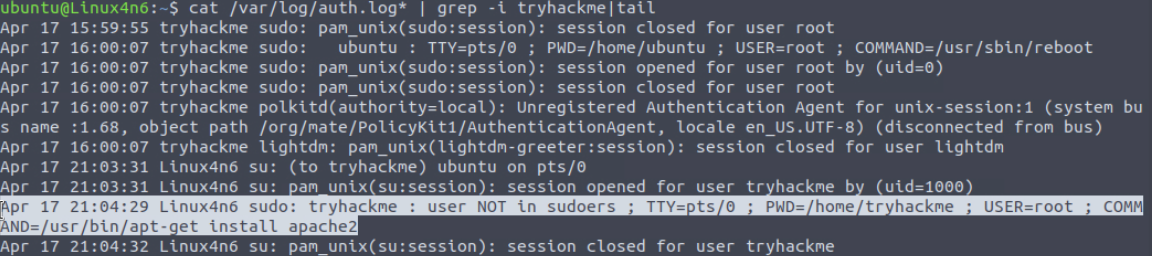 ubuntu@Linux4n6:~$ cat /var/log/auth.log* | grep -i tryhackme|tail
Apr 17 15:59:55 tryhackme sudo: pam_unix(sudo:session): session closed for user root
Apr 17 16:00:07 tryhackme sudo:   ubuntu : TTY=pts/0 ; PWD=/home/ubuntu ; USER=root ; COMMAND=/usr/sbin/reboot
Apr 17 16:00:07 tryhackme sudo: pam_unix(sudo:session): session opened for user root by (uid=0)
Apr 17 16:00:07 tryhackme sudo: pam_unix(sudo:session): session closed for user root
Apr 17 16:00:07 tryhackme polkitd(authority=local): Unregistered Authentication Agent for unix-session:1 (system bu
s name :1.68, object path /org/mate/PolicyKit1/AuthenticationAgent, locale en_US.UTF-8) (disconnected from bus)
Apr 17 16:00:07 tryhackme lightdm: pam_unix(lightdm-greeter:session): session closed for user lightdm
Apr 17 21:03:31 Linux4n6 su: (to tryhackme) ubuntu on pts/0
Apr 17 21:03:31 Linux4n6 su: pam_unix(su:session): session opened for user tryhackme by (uid=1000)
Apr 17 21:04:29 Linux4n6 sudo: tryhackme : user NOT in sudoers ; TTY=pts/0 ; PWD=/home/tryhackme ; USER=root ; COMM
AND=/usr/bin/apt-get install apache2
Apr 17 21:04:32 Linux4n6 su: pam_unix(su:session): session closed for user tryhackme